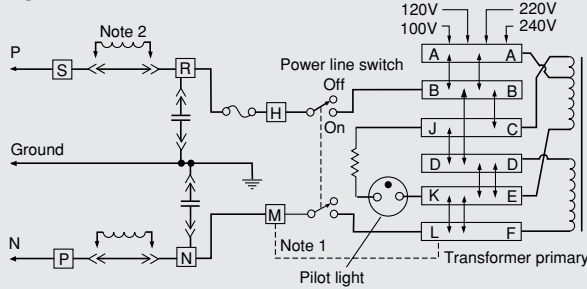 120V 220V
100V 240V
P Note 2
S R
Power line switch
Off
H
On
A A
B B
J C
D D
K E
L F
Ground
M
N P N
Note 1
Pilot light
Transformer primary